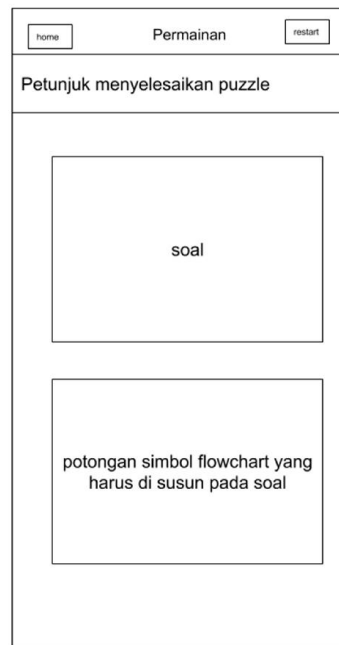 home Permainan restart
Petunjuk menyelesaikan puzzle
soal
potongan simbol flowchart yang
harus di susun pada soal